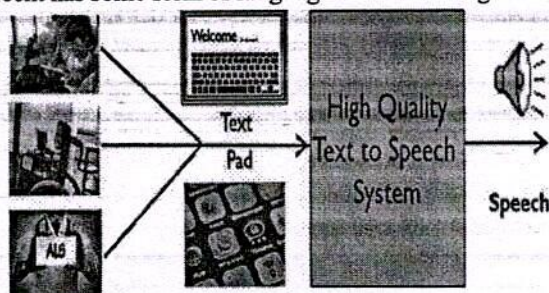 Welcome
Text
Pad
High Quality
Text to Speech
System
Speech
ALS